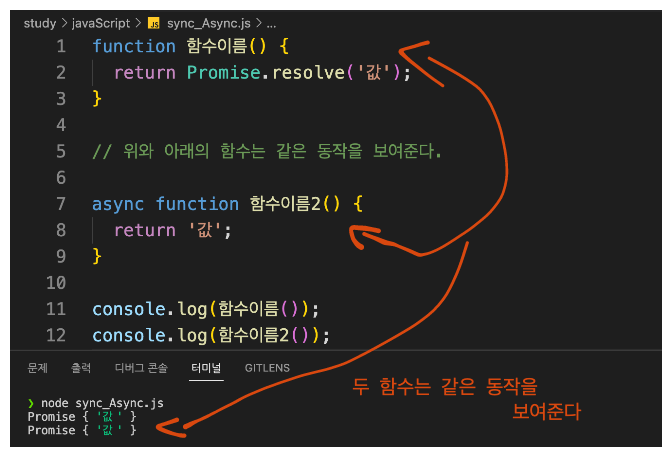 study > javaScript > JS sync_Async.js > ...
1 function 함수이름() {
2 return Promise.resolve('값');
3 }
4
5 // 위와 아래의 함수는 같은 동작을 보여준다.
6
7 async function 함수이름2() {
8 return '값';
9 }
10
11 console.log(함수이름());
12 console.log(함수이름2());
문제 출력 디버그 콘솔 터미널 GITLENS
❯ node sync_Async.js
Promise { '값' }
Promise { '값' }
두 함수는 같은 동작을
보여준다